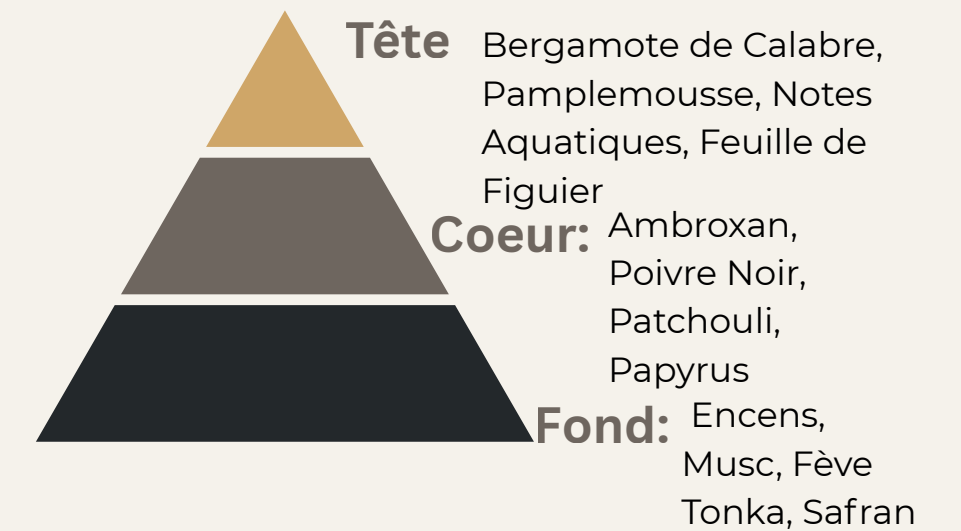 Tête
Bergamote de Calabre,
Pamplemousse, Notes
Aquatiques, Feuille de
Figuier
Coeur:
Ambroxan,
Poivre Noir,
Patchouli,
Papyrus
Fond:
Encens,
Musc, Fève
Tonka, Safran